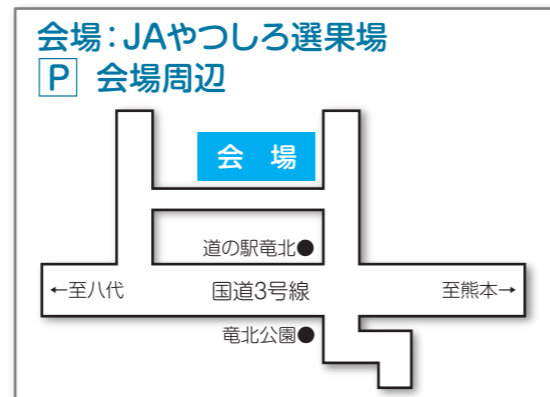 会場：JAやつしろ選果場
P 会場周辺
会 場
道の駅竜北●
←至八代 国道3号線 至熊本→
竜北公園●